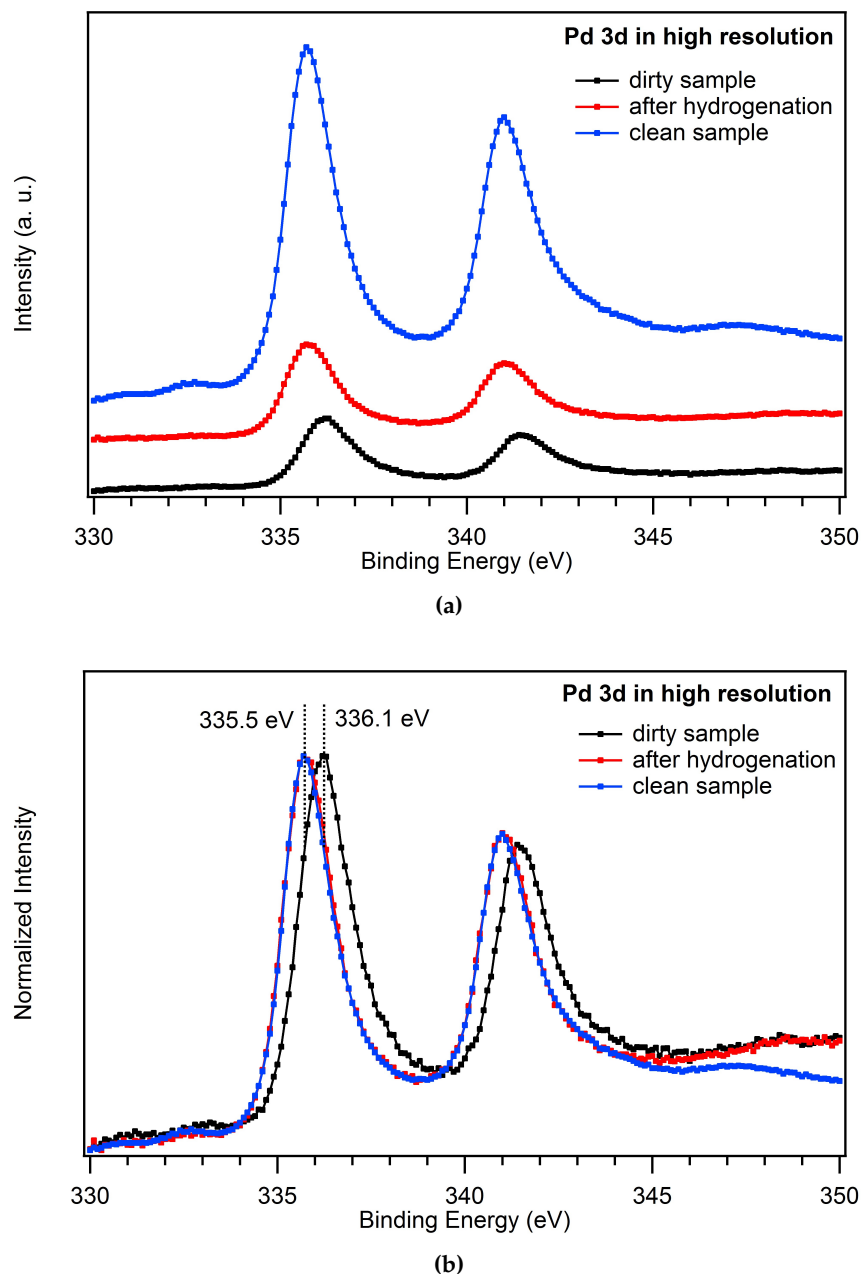 Pd 3d in high resolution
dirty sample
after hydrogenation
clean sample
Intensity (a. u.)
330 335 340 345 350
Binding Energy (eV)
(a)
Pd 3d in high resolution
335.5 eV 336.1 eV
dirty sample
after hydrogenation
clean sample
Normalized Intensity
330 335 340 345 350
Binding Energy (eV)
(b)